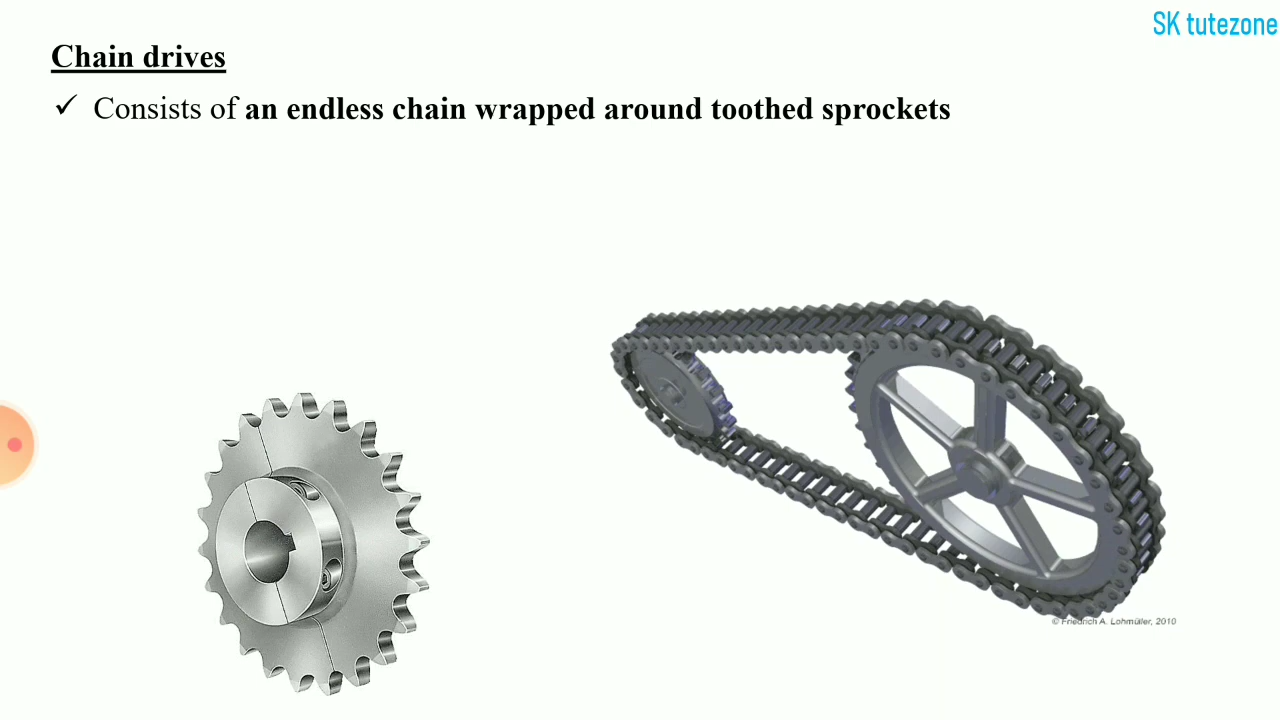 SK tutezone
Chain drives
✓ Consists of an endless chain wrapped around toothed sprockets
© Friedrich A. Lohmüller, 2010